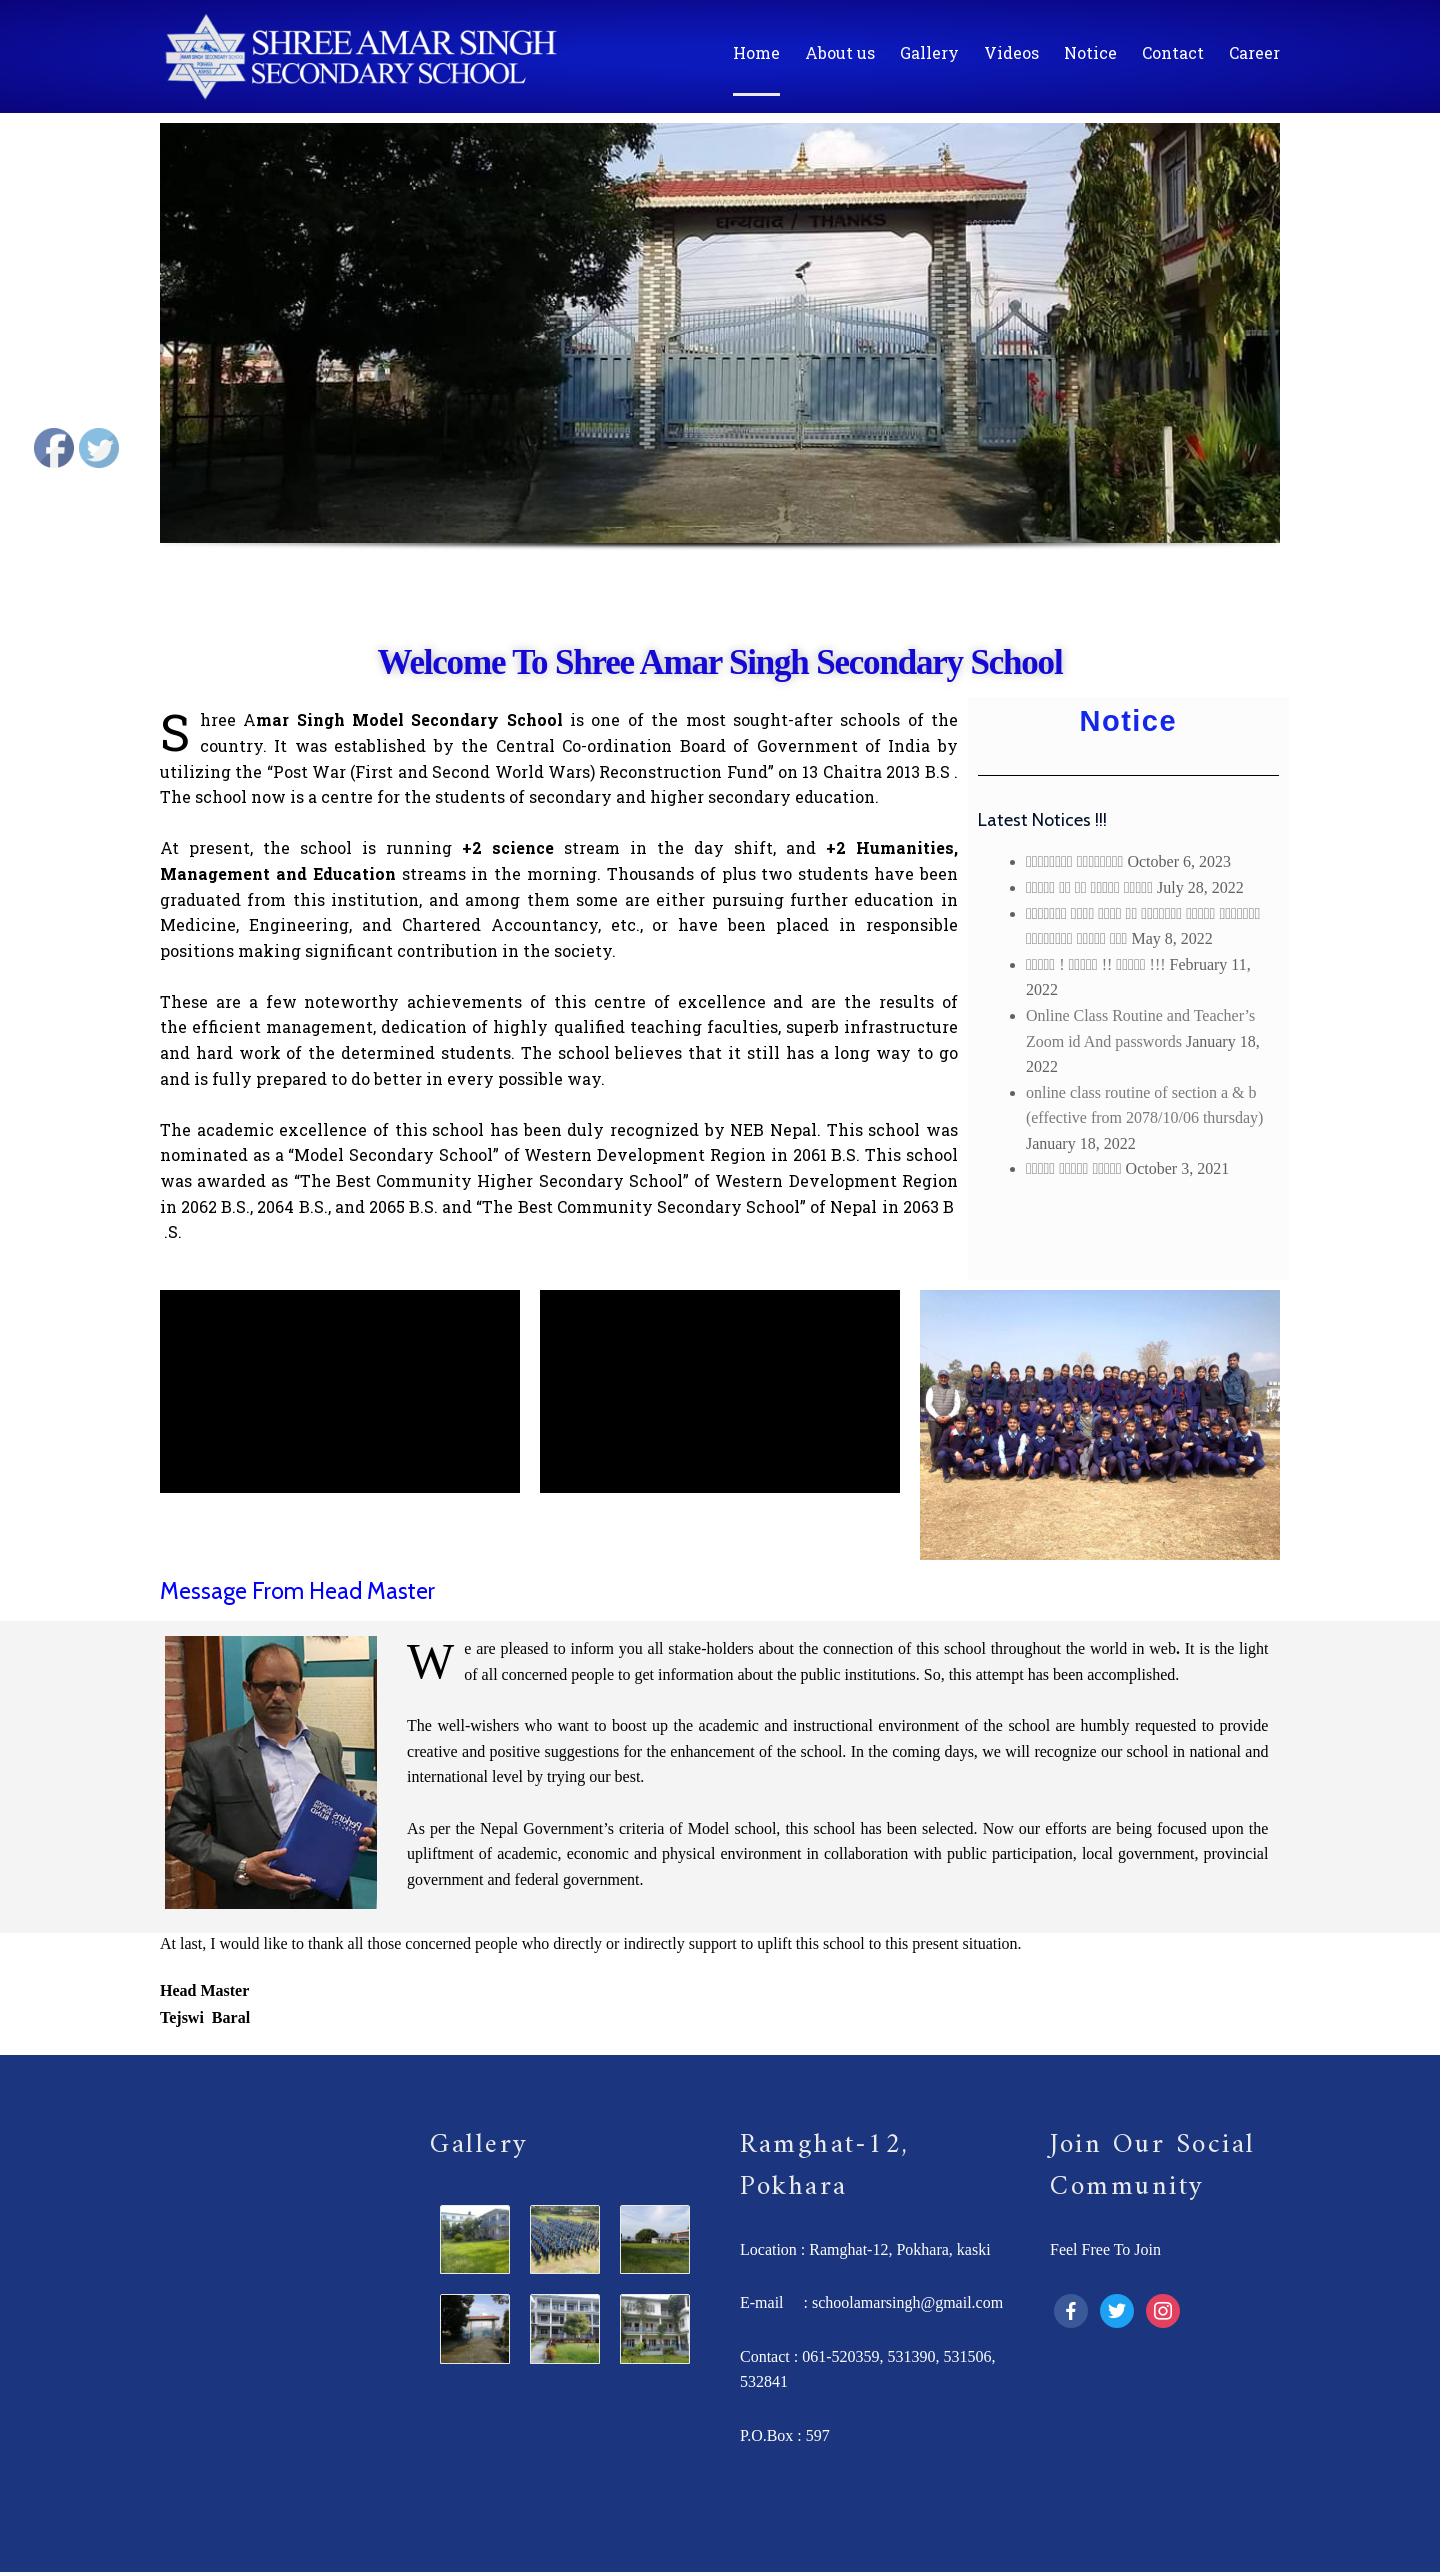 SHREE AMAR SINGH
SECONDARY SCHOOL
Home About us Gallery Videos Notice Contact Career
धन्यवाद / THANKS
Welcome To Shree Amar Singh Secondary School
Shree Amar Singh Model Secondary School is one of the most sought-after schools of the
country. It was established by the Central Co-ordination Board of Government of India by
utilizing the “Post War (First and Second World Wars) Reconstruction Fund” on 13 Chaitra 2013 B.S .
The school now is a centre for the students of secondary and higher secondary education.
At present, the school is running +2 science stream in the day shift, and +2 Humanities,
Management and Education streams in the morning. Thousands of plus two students have been
graduated from this institution, and among them some are either pursuing further education in
Medicine, Engineering, and Chartered Accountancy, etc., or have been placed in responsible
positions making significant contribution in the society.
These are a few noteworthy achievements of this centre of excellence and are the results of
the efficient management, dedication of highly qualified teaching faculties, superb infrastructure
and hard work of the determined students. The school believes that it still has a long way to go
and is fully prepared to do better in every possible way.
The academic excellence of this school has been duly recognized by NEB Nepal. This school was
nominated as a “Model Secondary School” of Western Development Region in 2061 B.S. This school
was awarded as “The Best Community Higher Secondary School” of Western Development Region
in 2062 B.S., 2064 B.S., and 2065 B.S. and “The Best Community Secondary School” of Nepal in 2063 B
.S.
Notice
Latest Notices !!!
October 6, 2023
July 28, 2022
May 8, 2022
! !! !!! February 11,
2022
Online Class Routine and Teacher’s
Zoom id And passwords January 18,
2022
online class routine of section a & b
(effective from 2078/10/06 thursday)
January 18, 2022
October 3, 2021
Message From Head Master
We are pleased to inform you all stake-holders about the connection of this school throughout the world in web. It is the light
of all concerned people to get information about the public institutions. So, this attempt has been accomplished.
The well-wishers who want to boost up the academic and instructional environment of the school are humbly requested to provide
creative and positive suggestions for the enhancement of the school. In the coming days, we will recognize our school in national and
international level by trying our best.
As per the Nepal Government’s criteria of Model school, this school has been selected. Now our efforts are being focused upon the
upliftment of academic, economic and physical environment in collaboration with public participation, local government, provincial
government and federal government.
At last, I would like to thank all those concerned people who directly or indirectly support to uplift this school to this present situation.
Head Master
Tejswi Baral
Gallery
Ramghat-12,
Pokhara
Location : Ramghat-12, Pokhara, kaski
E-mail : schoolamarsingh@gmail.com
Contact : 061-520359, 531390, 531506,
532841
P.O.Box : 597
Join Our Social
Community
Feel Free To Join